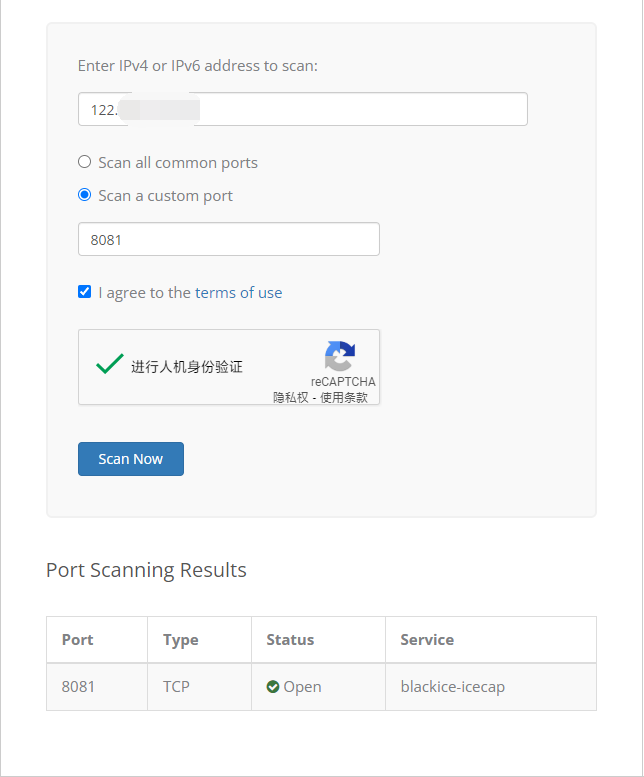 Enter IPv4 or IPv6 address to scan:
122.
Scan all common ports
Scan a custom port
8081
I agree to the terms of use
进行人机身份验证
reCAPTCHA
隐私权 - 使用条款
Scan Now
Port Scanning Results
Port Type Status Service
8081 TCP Open blackice-icecap